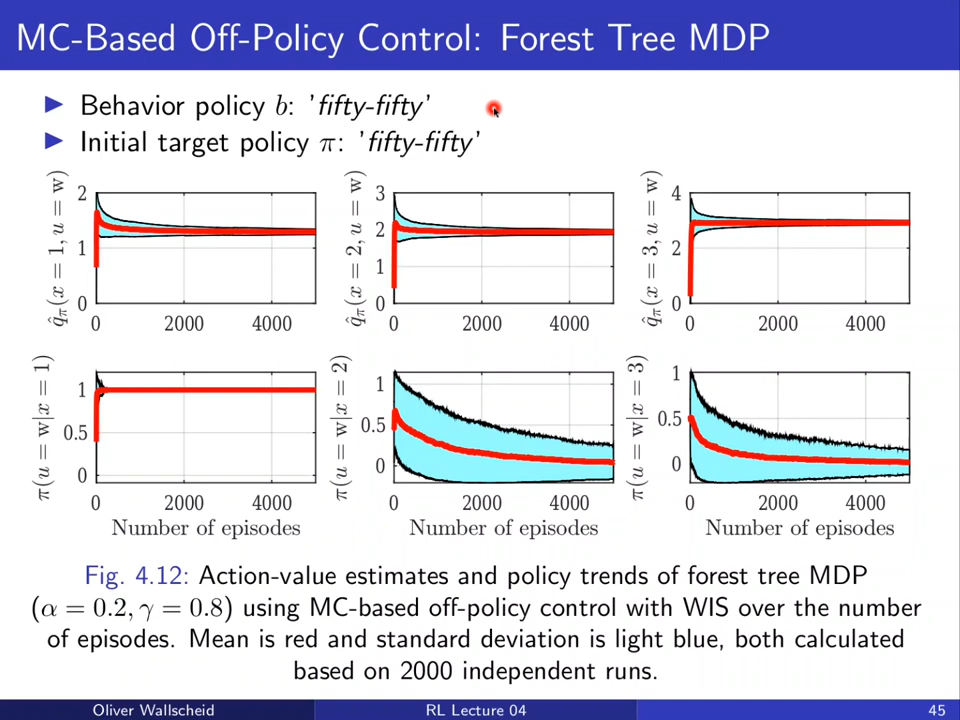 MC-Based Off-Policy Control: Forest Tree MDP
▶ Behavior policy b: 'fifty-fifty'
▶ Initial target policy π: 'fifty-fifty'
q̂π(x = 1, u = w)
2
1
0
0 2000 4000
q̂π(x = 2, u = w)
3
2
1
0
0 2000 4000
q̂π(x = 3, u = w)
4
2
0
0 2000 4000
π(u = w|x = 1)
1
0.5
0
0 2000 4000
Number of episodes
π(u = w|x = 2)
1
0.5
0
0 2000 4000
Number of episodes
π(u = w|x = 3)
1
0.5
0
0 2000 4000
Number of episodes
Fig. 4.12: Action-value estimates and policy trends of forest tree MDP
(α = 0.2, γ = 0.8) using MC-based off-policy control with WIS over the number
of episodes. Mean is red and standard deviation is light blue, both calculated
based on 2000 independent runs.
Oliver Wallscheid RL Lecture 04 45